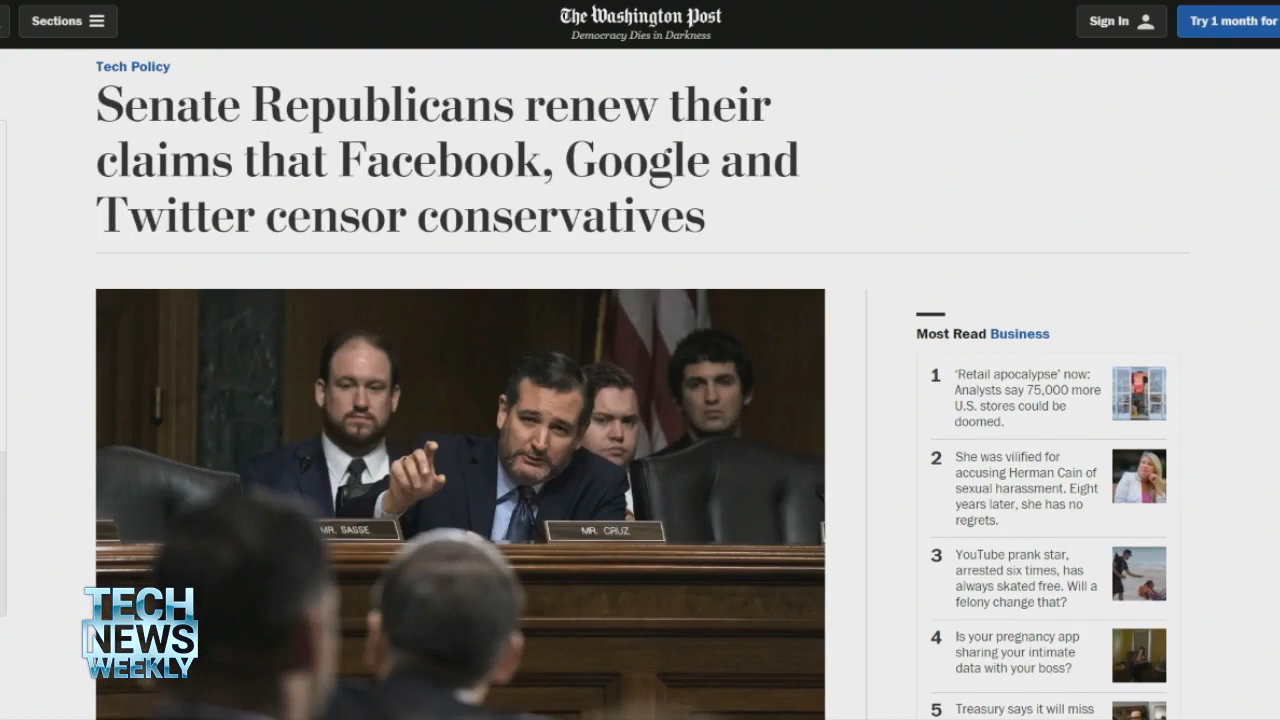 Sections
The Washington Post
Democracy Dies in Darkness
Sign In
Try 1 month for
Tech Policy
Senate Republicans renew their
claims that Facebook, Google and
Twitter censor conservatives
MR. SASSE
MR. CRUZ
Most Read Business
1
‘Retail apocalypse’ now:
Analysts say 75,000 more
U.S. stores could be
doomed.
2
She was vilified for
accusing Herman Cain of
sexual harassment. Eight
years later, she has no
regrets.
3
YouTube prank star,
arrested six times, has
always skated free. Will a
felony change that?
4
Is your pregnancy app
sharing your intimate
data with your boss?
5
Treasury says it will miss
TECH
NEWS
WEEKLY